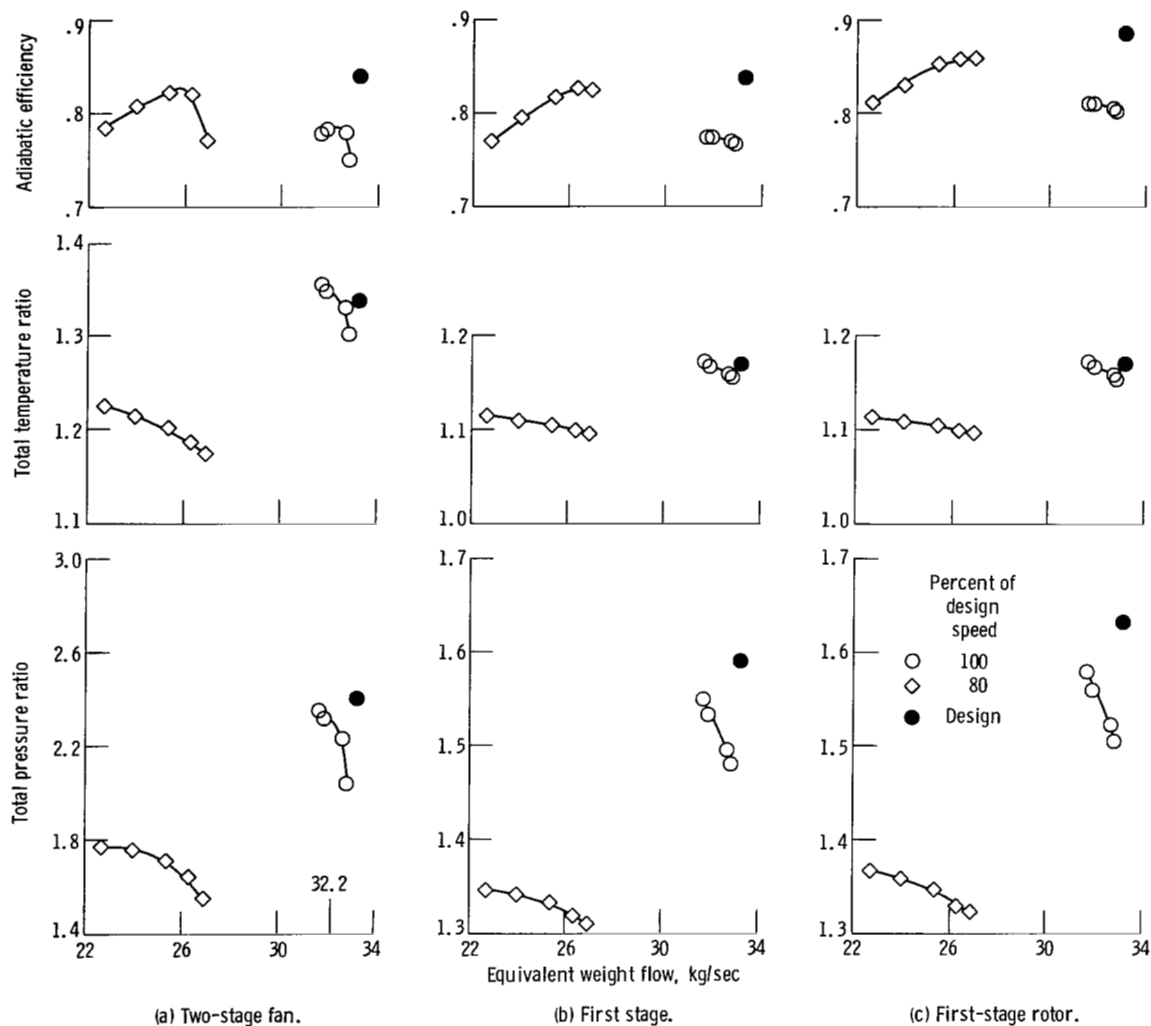 Adiabatic efficiency
.9
.8
.7
.9
.8
.7
.9
.8
.7
Total temperature ratio
1.4
1.3
1.2
1.1
1.2
1.1
1.0
1.2
1.1
1.0
Total pressure ratio
3.0
2.6
2.2
1.8
1.4
32.2
22 26 30 34
1.7
1.6
1.5
1.4
1.3
22 26 30 34
1.7
1.6
1.5
1.4
1.3
22 26 30 34
Percent of
design
speed
100
80
Design
Equivalent weight flow, kg/sec
(a) Two-stage fan.
(b) First stage.
(c) First-stage rotor.